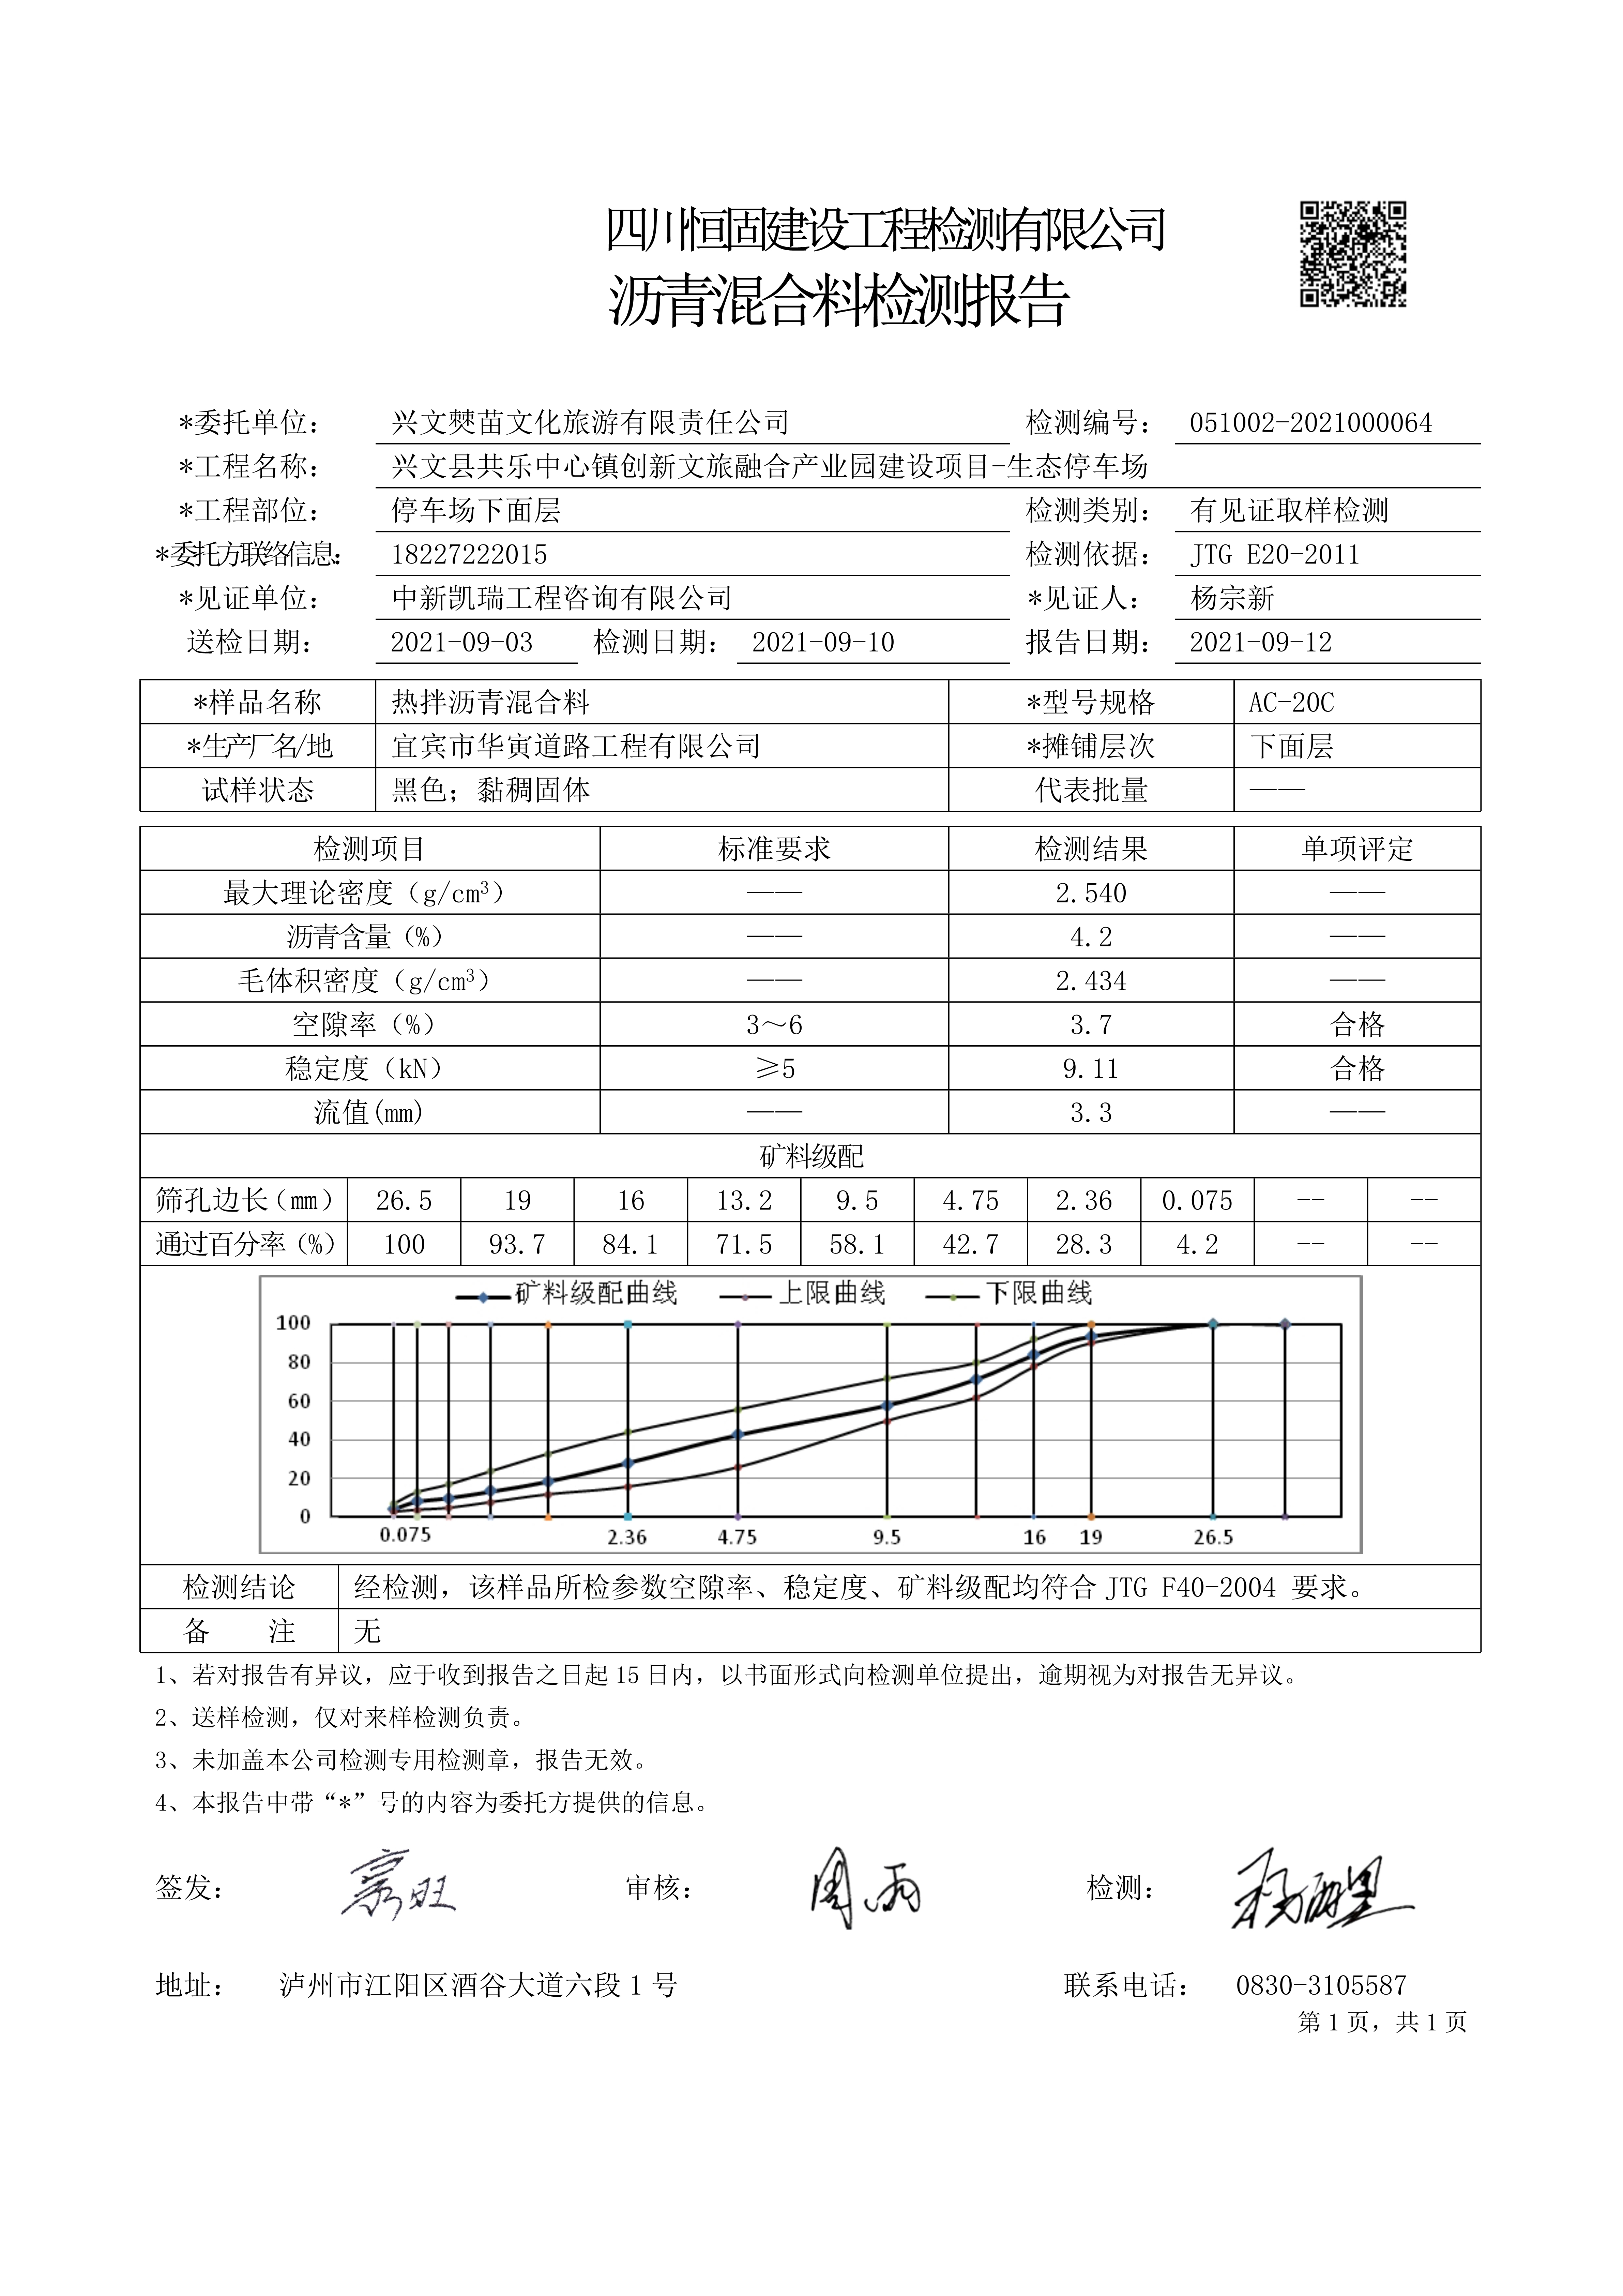 四川恒固建设工程检测有限公司
沥青混合料检测报告
*委托单位： 兴文僰苗文化旅游有限责任公司 检测编号： 051002-2021000064
*工程名称： 兴文县共乐中心镇创新文旅融合产业园建设项目-生态停车场
*工程部位： 停车场下面层 检测类别： 有见证取样检测
*委托方联络信息： 18227222015 检测依据： JTG E20-2011
*见证单位： 中新凯瑞工程咨询有限公司 *见证人： 杨宗新
送检日期： 2021-09-03 检测日期： 2021-09-10 报告日期： 2021-09-12
*样品名称 热拌沥青混合料 *型号规格 AC-20C
*生产厂名/地 宜宾市华寅道路工程有限公司 *摊铺层次 下面层
试样状态 黑色；黏稠固体 代表批量 ——
检测项目 标准要求 检测结果 单项评定
最大理论密度（g/cm³） —— 2.540 ——
沥青含量（%） —— 4.2 ——
毛体积密度（g/cm³） —— 2.434 ——
空隙率（%） 3～6 3.7 合格
稳定度（kN） ≥5 9.11 合格
流值(mm) —— 3.3 ——
矿料级配
筛孔边长（mm） 26.5 19 16 13.2 9.5 4.75 2.36 0.075 -- --
通过百分率（%） 100 93.7 84.1 71.5 58.1 42.7 28.3 4.2 -- --
矿料级配曲线 上限曲线 下限曲线
100
80
60
40
20
0
0.075 2.36 4.75 9.5 16 19 26.5
检测结论 经检测，该样品所检参数空隙率、稳定度、矿料级配均符合 JTG F40-2004 要求。
备 注 无
1、若对报告有异议，应于收到报告之日起 15 日内，以书面形式向检测单位提出，逾期视为对报告无异议。
2、送样检测，仅对来样检测负责。
3、未加盖本公司检测专用检测章，报告无效。
4、本报告中带“*”号的内容为委托方提供的信息。
签发： 审核： 周雨 检测：
地址： 泸州市江阳区酒谷大道六段 1 号 联系电话： 0830-3105587
第 1 页，共 1 页